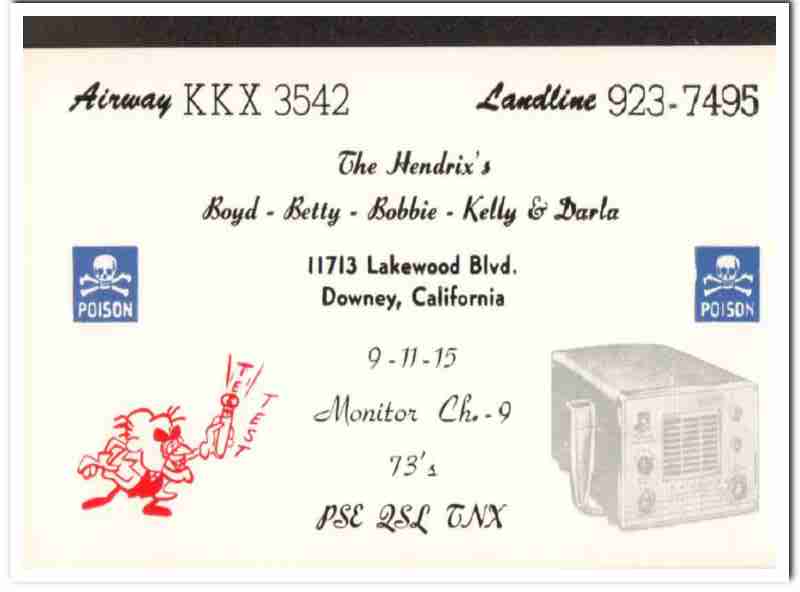 Airway KKX 3542 Landline 923-7495
The Hendrix's
Boyd - Betty - Bobbie - Kelly & Darla
11713 Lakewood Blvd.
Downey, California
POISON
POISON
9-11-15
Monitor Ch. - 9
73's
PSE QSL TNX
TEST
TEST